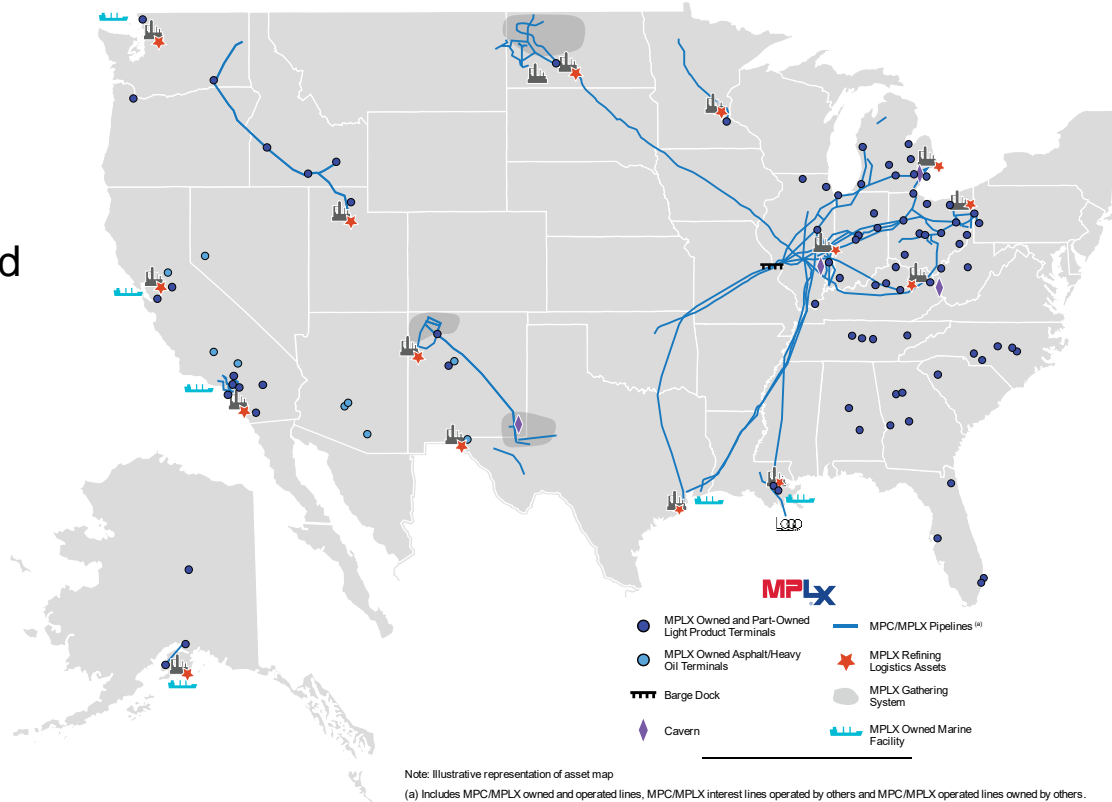 d
LOOP
MPLX
MPLX Owned and Part-Owned
Light Product Terminals
MPC/MPLX Pipelines (a)
MPLX Owned Asphalt/Heavy
Oil Terminals
MPLX Refining
Logistics Assets
Barge Dock
MPLX Gathering
System
Cavern
MPLX Owned Marine
Facility
Note: Illustrative representation of asset map
(a) Includes MPC/MPLX owned and operated lines, MPC/MPLX interest lines operated by others and MPC/MPLX operated lines owned by others.